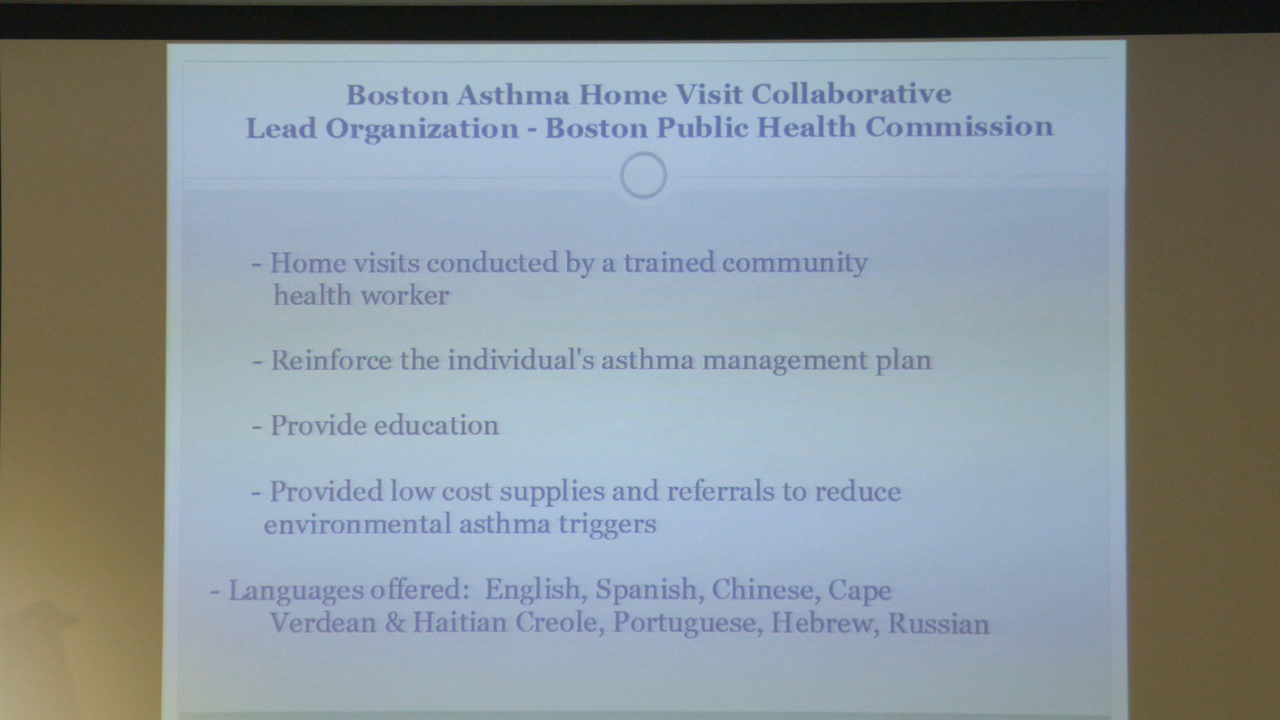 Boston Asthma Home Visit Collaborative
Lead Organization - Boston Public Health Commission
- Home visits conducted by a trained community
health worker
- Reinforce the individual's asthma management plan
- Provide education
- Provided low cost supplies and referrals to reduce
environmental asthma triggers
- Languages offered:  English, Spanish, Chinese, Cape
Verdean & Haitian Creole, Portuguese, Hebrew, Russian